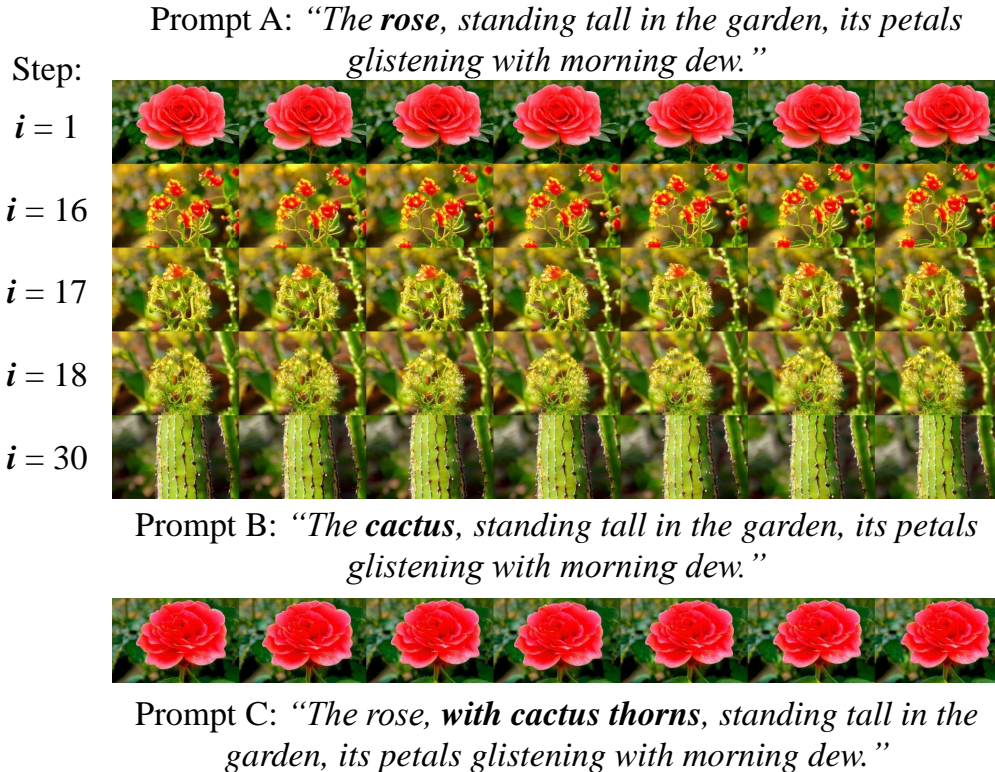 Prompt A: “The rose, standing tall in the garden, its petals
glistening with morning dew.”
Step:
i = 1
i = 16
i = 17
i = 18
i = 30
Prompt B: “The cactus, standing tall in the garden, its petals
glistening with morning dew.”
Prompt C: “The rose, with cactus thorns, standing tall in the
garden, its petals glistening with morning dew.”